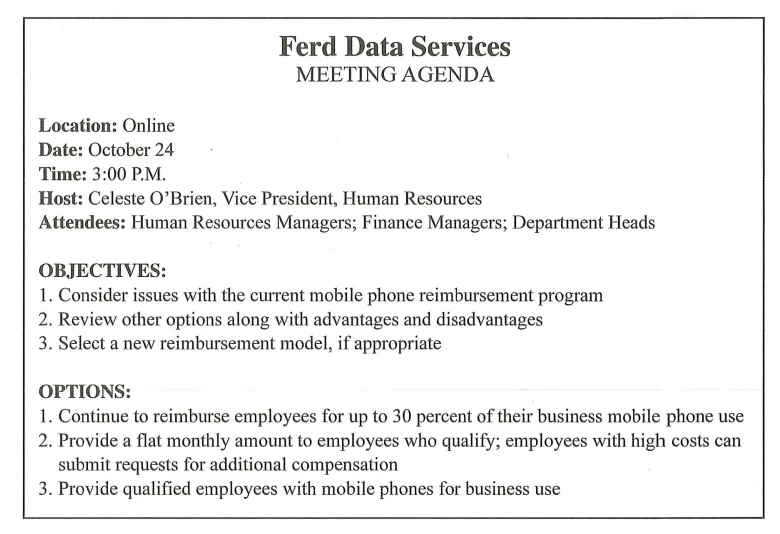 Ferd Data Services
MEETING AGENDA
Location: Online
Date: October 24
Time: 3:00 P.M.
Host: Celeste O’Brien, Vice President, Human Resources
Attendees: Human Resources Managers; Finance Managers; Department Heads
OBJECTIVES:
1. Consider issues with the current mobile phone reimbursement program
2. Review other options along with advantages and disadvantages
3. Select a new reimbursement model, if appropriate
OPTIONS:
1. Continue to reimburse employees for up to 30 percent of their business mobile phone use
2. Provide a flat monthly amount to employees who qualify; employees with high costs can
submit requests for additional compensation
3. Provide qualified employees with mobile phones for business use